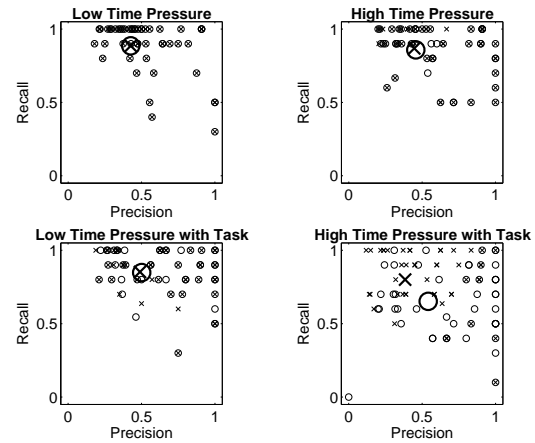 Low Time Pressure
1
0.5
0
Recall
0 0.5 1
Precision
High Time Pressure
1
0.5
0
Recall
0 0.5 1
Precision
Low Time Pressure with Task
1
0.5
0
Recall
0 0.5 1
Precision
High Time Pressure with Task
1
0.5
0
Recall
0 0.5 1
Precision